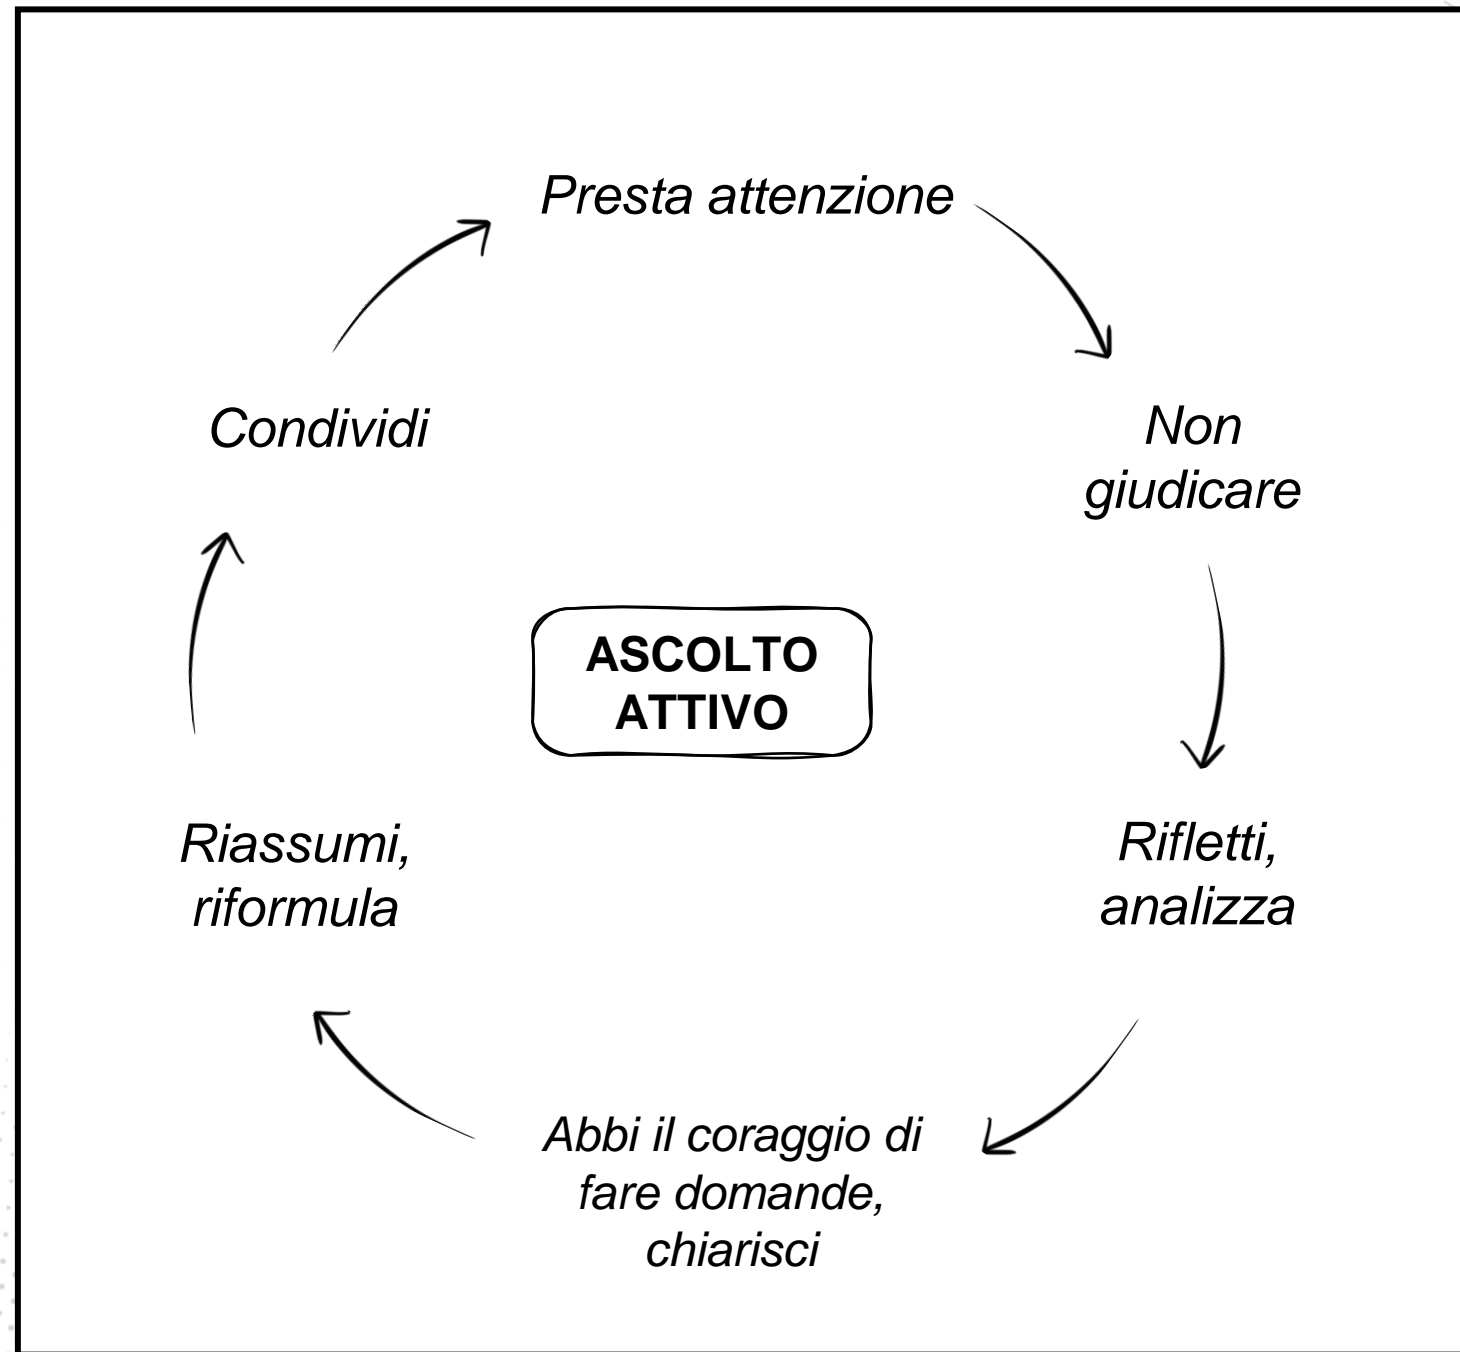 Presta attenzione
Non
giudicare
Rifletti,
analizza
Abbi il coraggio di
fare domande,
chiarisci
Riassumi,
riformula
Condividi
ASCOLTO
ATTIVO